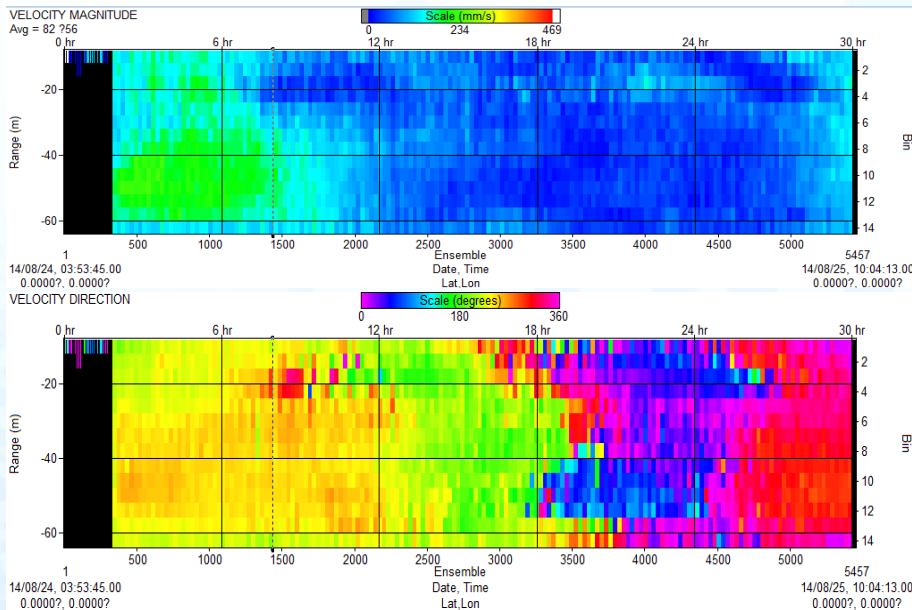 VELOCITY MAGNITUDE
Avg = 82 756
Scale (mm/s)
0 234 469
0 hr 6 hr 12 hr 18 hr 24 hr 30 hr
Range (m)
-20
-40
-60
Bin
2
4
6
8
10
12
14
500 1000 1500 2000 2500 3000 3500 4000 4500 5000
1 Ensemble 5457
14/08/24, 03:53:45.00 Date, Time 14/08/25, 10:04:13.00
0.0000?, 0.0000? Lat,Lon 0.0000?, 0.0000?
VELOCITY DIRECTION
Scale (degrees)
0 180 360
0 hr 6 hr 12 hr 18 hr 24 hr 30 hr
Range (m)
-20
-40
-60
Bin
2
4
6
8
10
12
14
500 1000 1500 2000 2500 3000 3500 4000 4500 5000
1 Ensemble 5457
14/08/24, 03:53:45.00 Date, Time 14/08/25, 10:04:13.00
0.0000?, 0.0000? Lat,Lon 0.0000?, 0.0000?